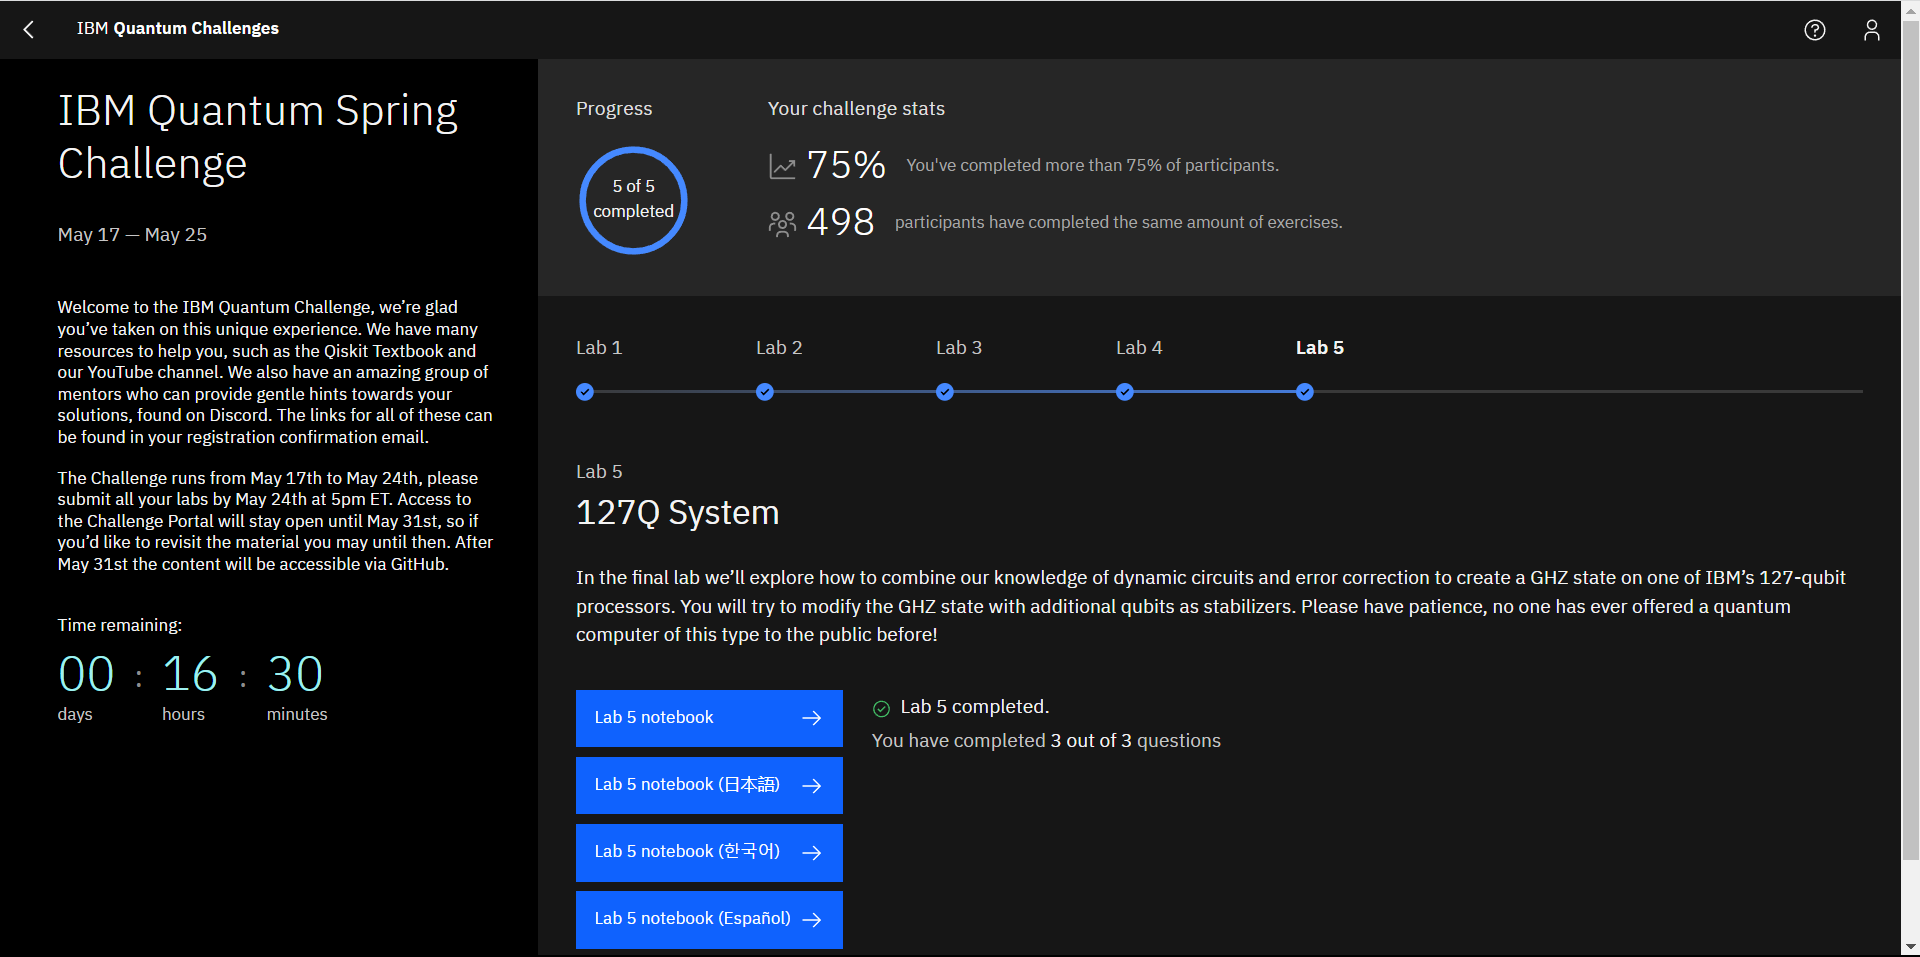 IBM Quantum Challenges
IBM Quantum Spring
Challenge
May 17 — May 25
Welcome to the IBM Quantum Challenge, we’re glad
you’ve taken on this unique experience. We have many
resources to help you, such as the Qiskit Textbook and
our YouTube channel. We also have an amazing group of
mentors who can provide gentle hints towards your
solutions, found on Discord. The links for all of these can
be found in your registration confirmation email.
The Challenge runs from May 17th to May 24th, please
submit all your labs by May 24th at 5pm ET. Access to
the Challenge Portal will stay open until May 31st, so if
you’d like to revisit the material you may until then. After
May 31st the content will be accessible via GitHub.
Time remaining:
00 : 16 : 30
days hours minutes
Progress
5 of 5
completed
Your challenge stats
75% You've completed more than 75% of participants.
498 participants have completed the same amount of exercises.
Lab 1 Lab 2 Lab 3 Lab 4 Lab 5
Lab 5
127Q System
In the final lab we’ll explore how to combine our knowledge of dynamic circuits and error correction to create a GHZ state on one of IBM’s 127-qubit
processors. You will try to modify the GHZ state with additional qubits as stabilizers. Please have patience, no one has ever offered a quantum
computer of this type to the public before!
Lab 5 notebook
Lab 5 notebook (日本語)
Lab 5 notebook (한국어)
Lab 5 notebook (Español)
Lab 5 completed.
You have completed 3 out of 3 questions